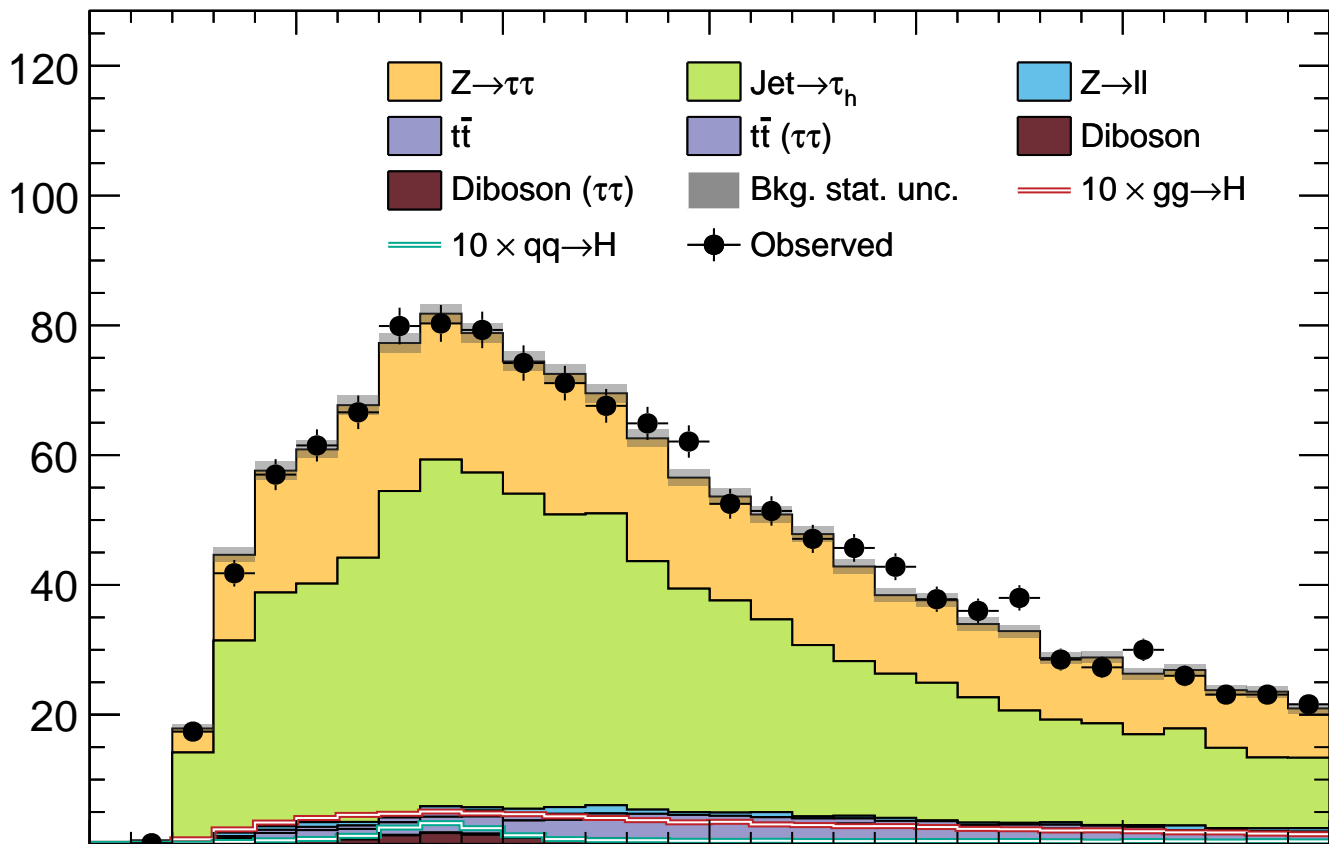 120
100
80
60
40
20
Z→ττ Jet→τh Z→ll
tt̄ tt̄ (ττ) Diboson
Diboson (ττ) Bkg. stat. unc. 10 × gg→H
10 × qq→H Observed